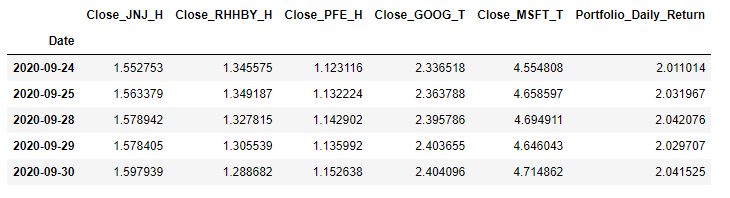 Close_JNJ_H Close_RHHBY_H Close_PFE_H Close_GOOG_T Close_MSFT_T Portfolio_Daily_Return
Date
2020-09-24 1.552753 1.345575 1.123116 2.336518 4.554808 2.011014
2020-09-25 1.563379 1.349187 1.132224 2.363788 4.658597 2.031967
2020-09-28 1.578942 1.327815 1.142902 2.395786 4.694911 2.042076
2020-09-29 1.578405 1.305539 1.135992 2.403655 4.646043 2.029707
2020-09-30 1.597939 1.288682 1.152638 2.404096 4.714862 2.041525